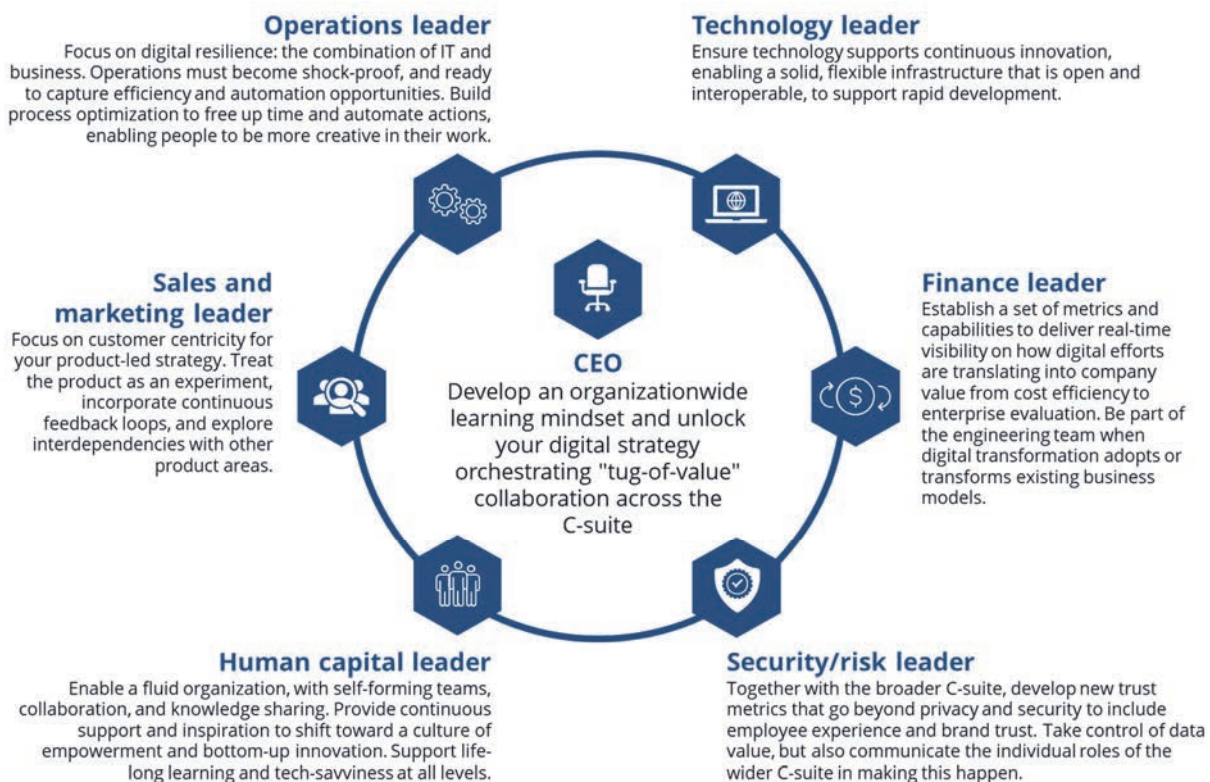 Operations leader
Focus on digital resilience: the combination of IT and
business. Operations must become shock-proof, and ready
to capture efficiency and automation opportunities. Build
process optimization to free up time and automate actions,
enabling people to be more creative in their work.
Technology leader
Ensure technology supports continuous innovation,
enabling a solid, flexible infrastructure that is open and
interoperable, to support rapid development.
Sales and
marketing leader
Focus on customer centricity for
your product-led strategy. Treat
the product as an experiment,
incorporate continuous
feedback loops, and explore
interdependencies with other
product areas.
CEO
Develop an organizationwide
learning mindset and unlock
your digital strategy
orchestrating "tug-of-value"
collaboration across the
C-suite
Finance leader
Establish a set of metrics and
capabilities to deliver real-time
visibility on how digital efforts
are translating into company
value from cost efficiency to
enterprise evaluation. Be part of
the engineering team when
digital transformation adopts or
transforms existing business
models.
$
Human capital leader
Enable a fluid organization, with self-forming teams,
collaboration, and knowledge sharing. Provide continuous
support and inspiration to shift toward a culture of
empowerment and bottom-up innovation. Support life-
long learning and tech-savviness at all levels.
Security/risk leader
Together with the broader C-suite, develop new trust
metrics that go beyond privacy and security to include
employee experience and brand trust. Take control of data
value, but also communicate the individual roles of the
wider C-suite in making this happen.